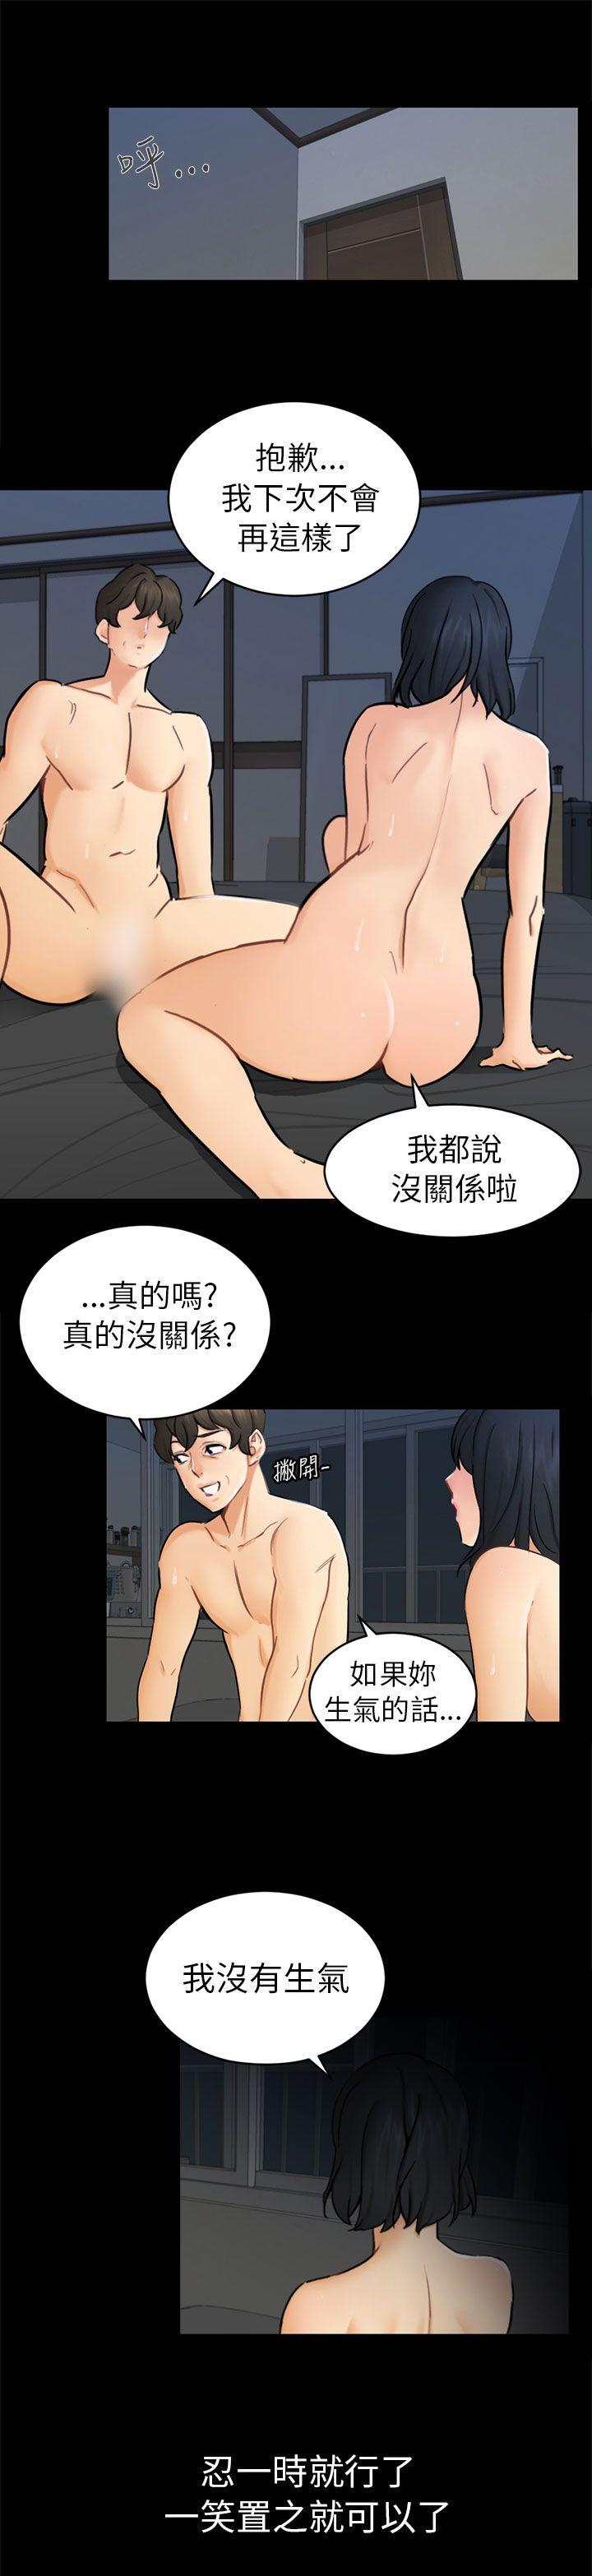 呼...
抱歉...
我下次不會
再這樣了
我都說
沒關係啦
...真的嗎?
真的沒關係?
撇開-
如果妳
生氣的話...
我沒有生氣
忍一時就行了
一笑置之就可以了